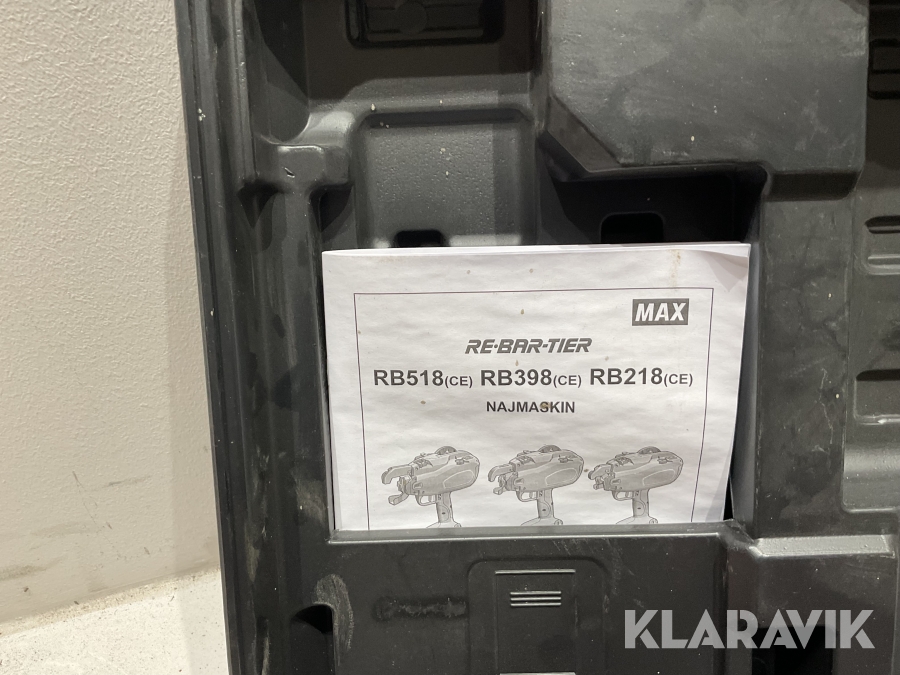 MAX
RE·BAR·TIER
RB518(CE) RB398(CE) RB218(CE)
NAJMASKIN
KLARAVIK